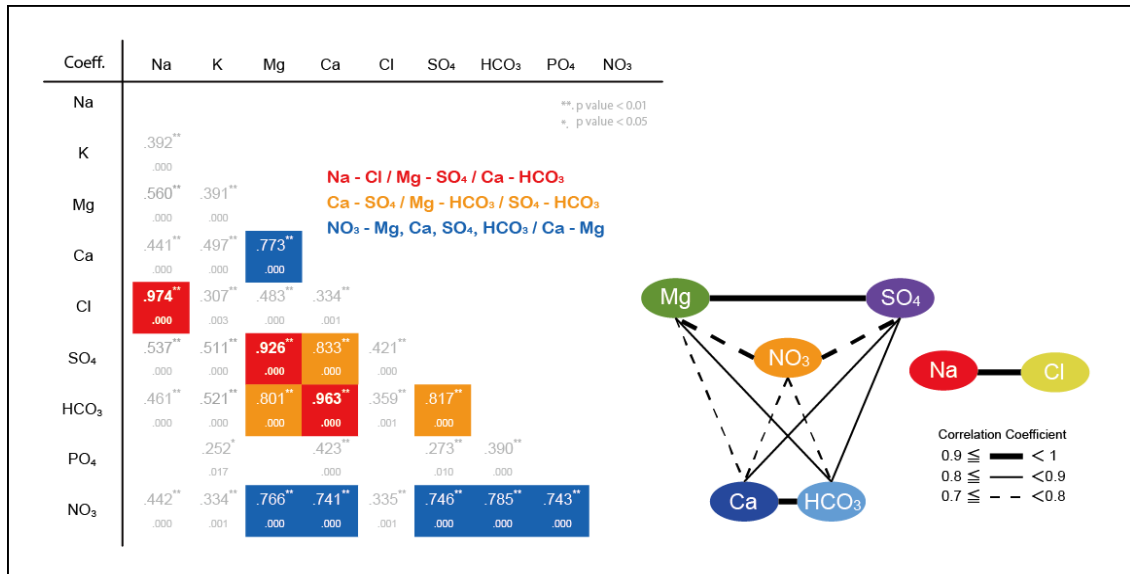 Coeff. Na K Mg Ca Cl SO₄ HCO₃ PO₄ NO₃
Na
**. p value < 0.01
*. p value < 0.05
K .392**
.000
Mg .560** .391**
.000 .000
Ca .441** .497** .773**
.000 .000 .000
Cl .974** .307** .483** .334**
.000 .003 .000 .001
SO₄ .537** .511** .926** .833** .421**
.000 .000 .000 .000 .000
HCO₃ .461** .521** .801** .963** .359** .817**
.000 .000 .000 .000 .001 .000
PO₄ .252* .423** .273** .390**
.017 .000 .010 .000
NO₃ .442** .334** .766** .741** .335** .746** .785** .743**
.000 .001 .000 .000 .001 .000 .000 .000
Na - Cl / Mg - SO₄ / Ca - HCO₃
Ca - SO₄ / Mg - HCO₃ / SO₄ - HCO₃
NO₃ - Mg, Ca, SO₄, HCO₃ / Ca - Mg
Mg SO₄
NO₃
Ca HCO₃
Na Cl
Correlation Coefficient
0.9 ≦ < 1
0.8 ≦ <0.9
0.7 ≦ <0.8